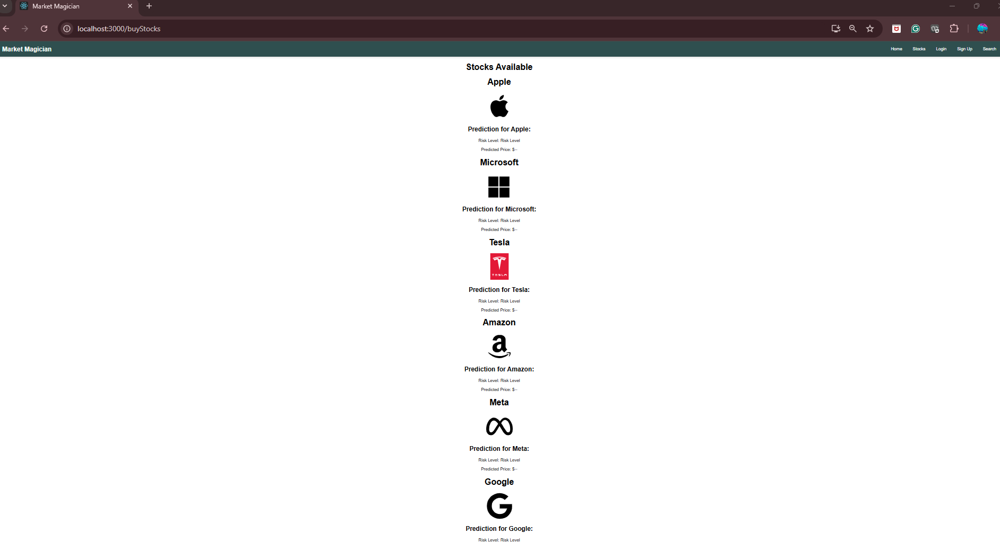 Market Magician
localhost:3000/buyStocks
Market Magician
Home Stocks Login Sign Up Search
Stocks Available
Apple
Prediction for Apple:
Risk Level: Risk Level
Predicted Price: $--
Microsoft
Prediction for Microsoft:
Risk Level: Risk Level
Predicted Price: $--
Tesla
TESLA
Prediction for Tesla:
Risk Level: Risk Level
Predicted Price: $--
Amazon
a
Prediction for Amazon:
Risk Level: Risk Level
Predicted Price: $--
Meta
Prediction for Meta:
Risk Level: Risk Level
Predicted Price: $--
Google
G
Prediction for Google:
Risk Level: Risk Level